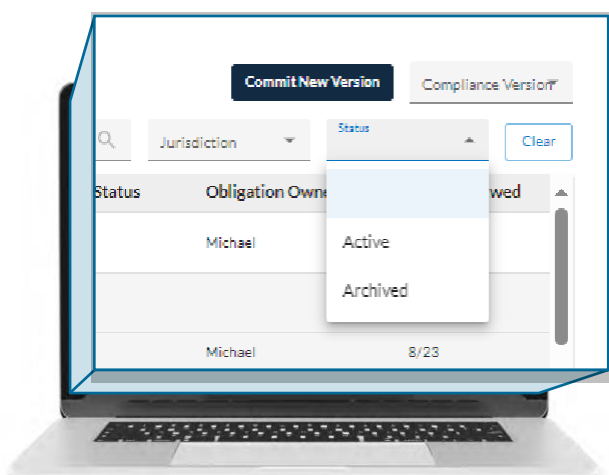 Commit New Version
Compliance Version
Jurisdiction
Status
Clear
Status
Obligation Owne
wed
Michael
Active
Archived
Michael
8/23